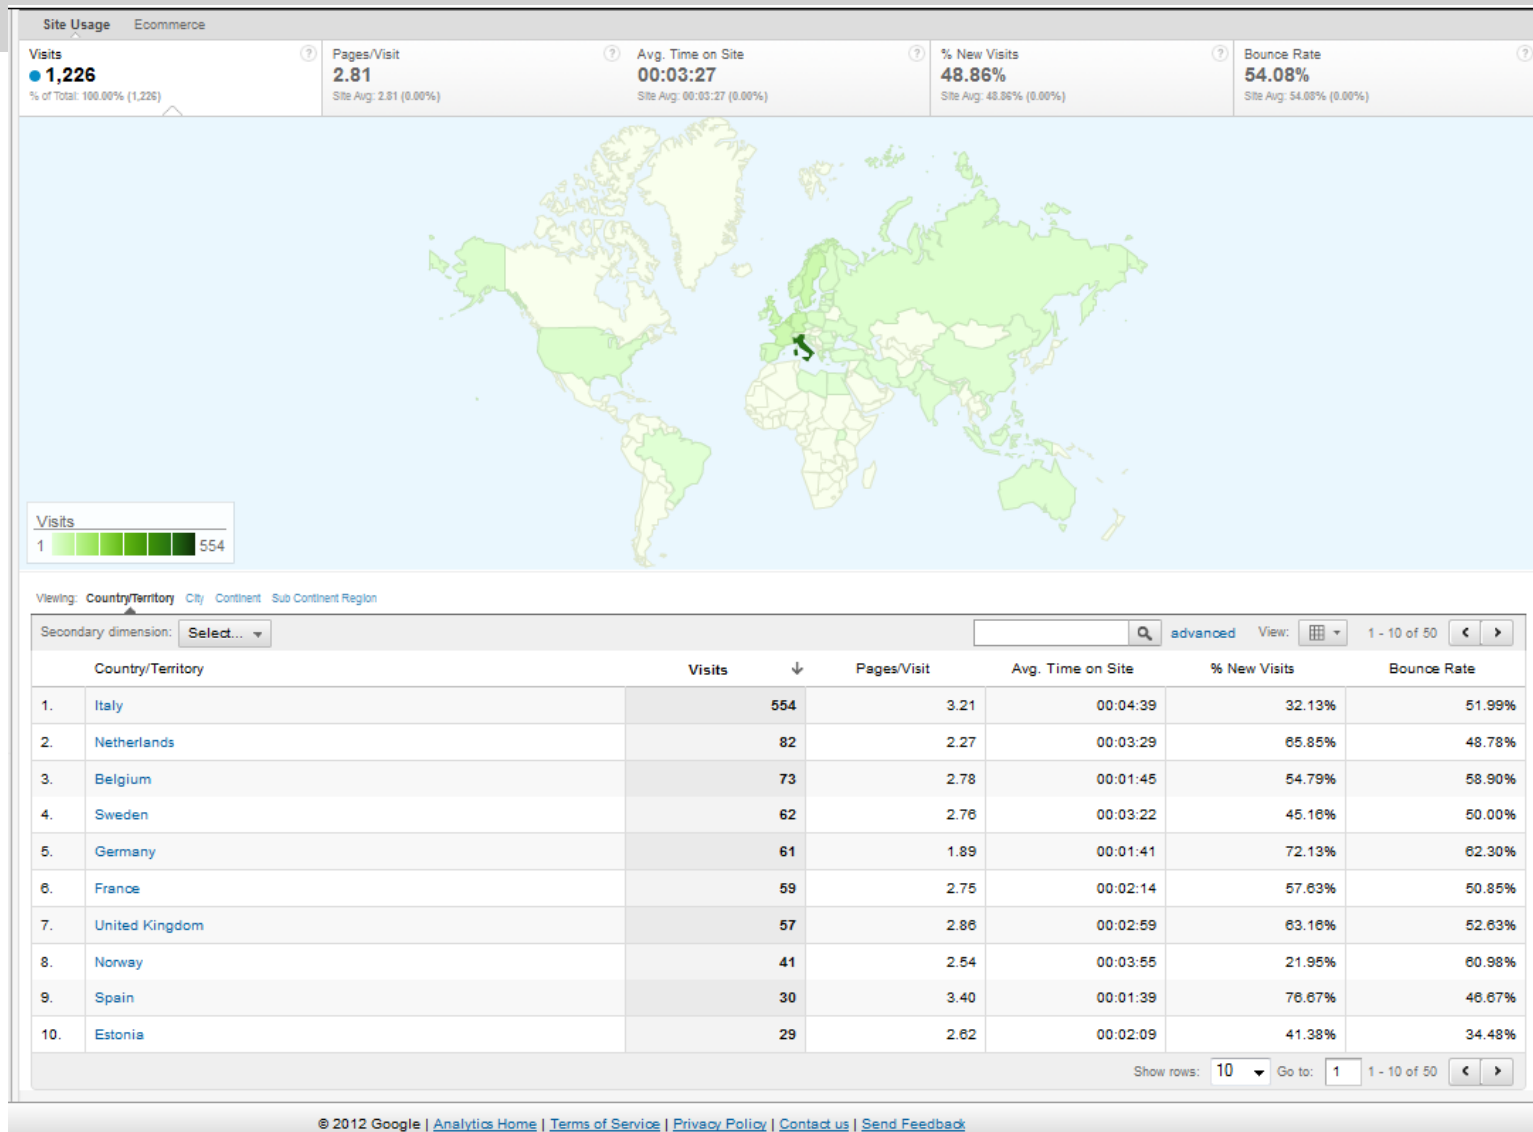 Site Usage Ecommerce
Visits
1,226
% of Total: 100.00% (1,226)
Pages/Visit
2.81
Site Avg: 2.81 (0.00%)
Avg. Time on Site
00:03:27
Site Avg: 00:03:27 (0.00%)
% New Visits
48.86%
Site Avg: 48.86% (0.00%)
Bounce Rate
54.08%
Site Avg: 54.08% (0.00%)
Visits
1 554
Viewing: Country/Territory City Continent Sub Continent Region
Secondary dimension: Select... advanced View: 1 - 10 of 50
Country/Territory Visits Pages/Visit Avg. Time on Site % New Visits Bounce Rate
1. Italy 554 3.21 00:04:39 32.13% 51.99%
2. Netherlands 82 2.27 00:03:29 65.85% 48.78%
3. Belgium 73 2.78 00:01:45 54.79% 58.90%
4. Sweden 62 2.76 00:03:22 45.16% 50.00%
5. Germany 61 1.89 00:01:41 72.13% 62.30%
6. France 59 2.75 00:02:14 57.63% 50.85%
7. United Kingdom 57 2.86 00:02:59 63.16% 52.63%
8. Norway 41 2.54 00:03:55 21.95% 60.98%
9. Spain 30 3.40 00:01:39 76.67% 46.67%
10. Estonia 29 2.62 00:02:09 41.38% 34.48%
Show rows: 10 Go to: 1 1 - 10 of 50
© 2012 Google | Analytics Home | Terms of Service | Privacy Policy | Contact us | Send Feedback